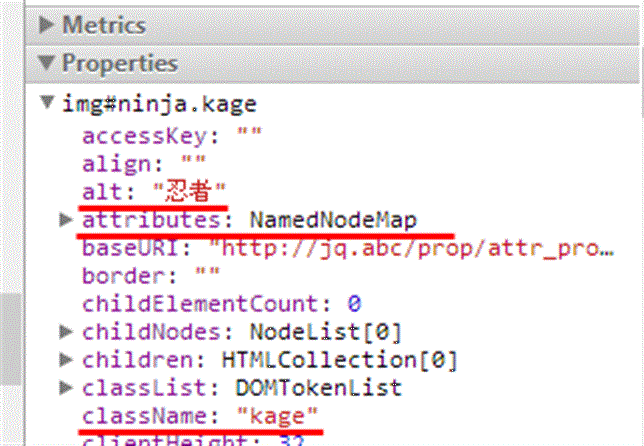 ▶ Metrics
▼ Properties
▼ img#ninja.kage
accessKey: ""
align: ""
alt: "忍者"
▶ attributes: NamedNodeMap
baseURI: "http://jq.abc/prop/attr_pro…
border: ""
childElementCount: 0
▶ childNodes: NodeList[0]
▶ children: HTMLCollection[0]
▶ classList: DOMTokenList
className: "kage"
clientHeight: 32